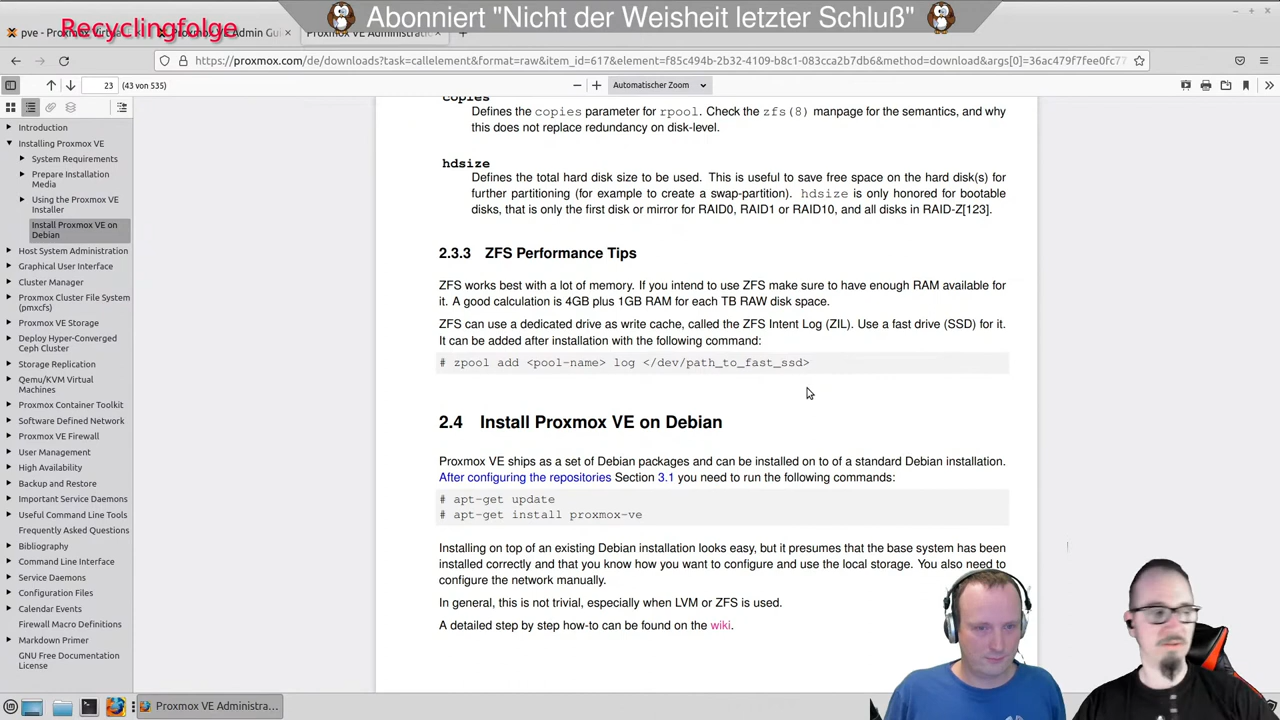 Abonniert "Nicht der Weisheit letzter Schluß"
Recyclingfolge
https://proxmox.com/de/downloads?task=callelement&format=raw&item_id=617&element=f85c494b-2b32-4109-b8c1-083cca2b7db6&method=download&args[0]=36ac479f7fee0fc77
23 (43 von 535)
Automatischer Zoom
Introduction
Installing Proxmox VE
System Requirements
Prepare Installation
Media
Using the Proxmox VE
Installer
Install Proxmox VE on
Debian
Host System Administration
Graphical User Interface
Cluster Manager
Proxmox Cluster File System
(pmxcfs)
Proxmox VE Storage
Deploy Hyper-Converged
Ceph Cluster
Storage Replication
Qemu/KVM Virtual
Machines
Proxmox Container Toolkit
Software Defined Network
Proxmox VE Firewall
User Management
High Availability
Backup and Restore
Important Service Daemons
Useful Command Line Tools
Frequently Asked Questions
Bibliography
Command Line Interface
Service Daemons
Configuration Files
Calendar Events
Firewall Macro Definitions
Markdown Primer
GNU Free Documentation
License
copies
Defines the copies parameter for rpool. Check the zfs(8) manpage for the semantics, and why
this does not replace redundancy on disk-level.
hdsize
Defines the total hard disk size to be used. This is useful to save free space on the hard disk(s) for
further partitioning (for example to create a swap-partition). hdsize is only honored for bootable
disks, that is only the first disk or mirror for RAID0, RAID1 or RAID10, and all disks in RAID-Z[123].
2.3.3 ZFS Performance Tips
ZFS works best with a lot of memory. If you intend to use ZFS make sure to have enough RAM available for
it. A good calculation is 4GB plus 1GB RAM for each TB RAW disk space.
ZFS can use a dedicated drive as write cache, called the ZFS Intent Log (ZIL). Use a fast drive (SSD) for it.
It can be added after installation with the following command:
# zpool add <pool-name> log </dev/path_to_fast_ssd>
2.4 Install Proxmox VE on Debian
Proxmox VE ships as a set of Debian packages and can be installed on to of a standard Debian installation.
After configuring the repositories Section 3.1 you need to run the following commands:
# apt-get update
# apt-get install proxmox-ve
Installing on top of an existing Debian installation looks easy, but it presumes that the base system has been
installed correctly and that you know how you want to configure and use the local storage. You also need to
configure the network manually.
In general, this is not trivial, especially when LVM or ZFS is used.
A detailed step by step how-to can be found on the wiki.
Proxmox VE Administra...